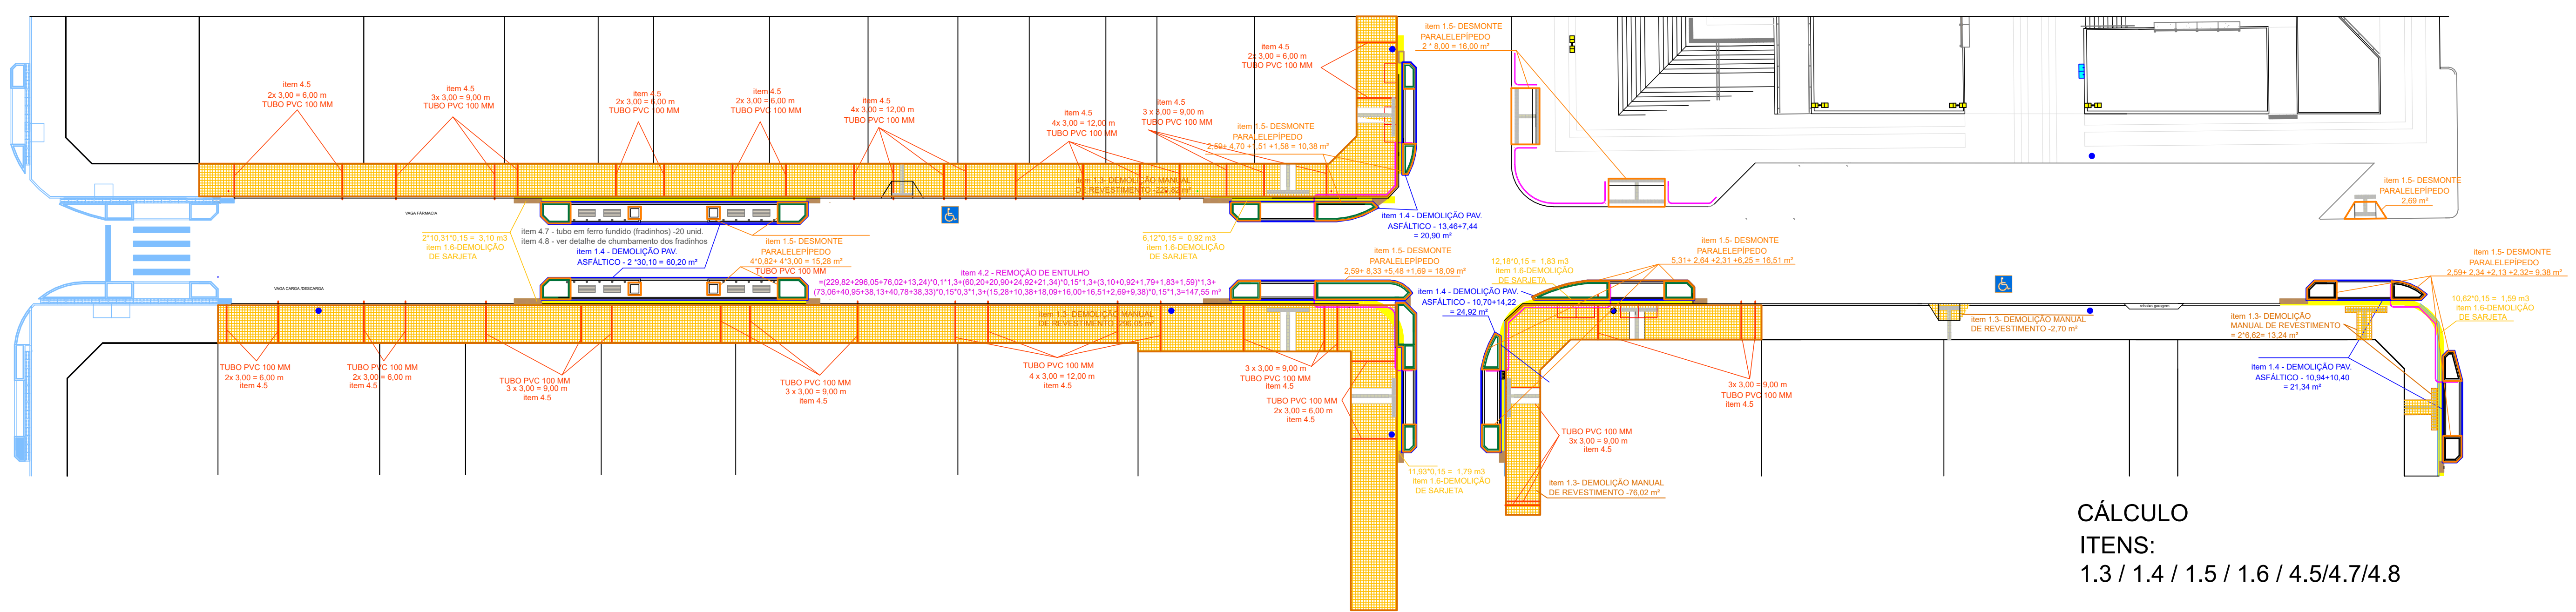 item 4.5
2x 3,00 = 6,00 m
TUBO PVC 100 MM
item 4.5
3x 3,00 = 9,00 m
TUBO PVC 100 MM
item 4.5
2x 3,00 = 6,00 m
TUBO PVC 100 MM
item 4.5
2x 3,00 = 6,00 m
TUBO PVC 100 MM
item 4.5
4x 3,00 = 12,00 m
TUBO PVC 100 MM
item 4.5
4x 3,00 = 12,00 m
TUBO PVC 100 MM
item 4.5
3 x 3,00 = 9,00 m
TUBO PVC 100 MM
item 4.5
2x 3,00 = 6,00 m
TUBO PVC 100 MM
item 1.5- DESMONTE
PARALELEPÍPEDO
2 * 8,00 = 16,00 m²
item 1.5- DESMONTE
PARALELEPÍPEDO
2,59+ 4,70 +1,51 +1,58 = 10,38 m²
item 1.3- DEMOLIÇÃO MANUAL
DE REVESTIMENTO -229,82 m²
item 1.5- DESMONTE
PARALELEPÍPEDO
2,69 m²
VAGA FÁRMACIA
2*10,31*0,15 = 3,10 m3
item 1.6-DEMOLIÇÃO
DE SARJETA
item 4.7 - tubo em ferro fundido (fradinhos) -20 unid.
item 4.8 - ver detalhe de chumbamento dos fradinhos
item 1.4 - DEMOLIÇÃO PAV.
ASFÁLTICO - 2 *30,10 = 60,20 m²
item 1.5- DESMONTE
PARALELEPÍPEDO
4*0,82+ 4*3,00 = 15,28 m²
TUBO PVC 100 MM
6,12*0,15 = 0,92 m3
item 1.6-DEMOLIÇÃO
DE SARJETA
item 1.4 - DEMOLIÇÃO PAV.
ASFÁLTICO - 13,46+7,44
= 20,90 m²
item 1.5- DESMONTE
PARALELEPÍPEDO
2,59+ 8,33 +5,48 +1,69 = 18,09 m²
12,18*0,15 = 1,83 m3
item 1.6-DEMOLIÇÃO
DE SARJETA
item 1.5- DESMONTE
PARALELEPÍPEDO
5,31+ 2,64 +2,31 +6,25 = 16,51 m²
item 1.5- DESMONTE
PARALELEPÍPEDO
2,59+ 2,34 +2,13 +2,32= 9,38 m²
VAGA CARGA /DESCARGA
item 4.2 - REMOÇÃO DE ENTULHO
=(229,82+296,05+76,02+13,24)*0,1*1,3+(60,20+20,90+24,92+21,34)*0,15*1,3+(3,10+0,92+1,79+1,83+1,59)*1,3+
(73,06+40,95+38,13+40,78+38,33)*0,15*0,3*1,3+(15,28+10,38+18,09+16,00+16,51+2,69+9,38)*0,15*1,3=147,55 m²
item 1.4 - DEMOLIÇÃO PAV.
ASFÁLTICO - 10,70+14,22
= 24,92 m²
10,62*0,15 = 1,59 m3
item 1.6-DEMOLIÇÃO
DE SARJETA
item 1.3- DEMOLIÇÃO MANUAL
DE REVESTIMENTO -296,05 m²
rebaixo garagem
item 1.3- DEMOLIÇÃO MANUAL
DE REVESTIMENTO -2,70 m²
item 1.3- DEMOLIÇÃO
MANUAL DE REVESTIMENTO
= 2*6,62= 13,24 m²
item 1.4 - DEMOLIÇÃO PAV.
ASFÁLTICO - 10,94+10,40
= 21,34 m²
TUBO PVC 100 MM
2x 3,00 = 6,00 m
item 4.5
TUBO PVC 100 MM
2x 3,00 = 6,00 m
item 4.5
TUBO PVC 100 MM
3 x 3,00 = 9,00 m
item 4.5
TUBO PVC 100 MM
3 x 3,00 = 9,00 m
item 4.5
TUBO PVC 100 MM
4 x 3,00 = 12,00 m
item 4.5
3 x 3,00 = 9,00 m
TUBO PVC 100 MM
item 4.5
TUBO PVC 100 MM
2x 3,00 = 6,00 m
item 4.5
3x 3,00 = 9,00 m
TUBO PVC 100 MM
item 4.5
TUBO PVC 100 MM
3x 3,00 = 9,00 m
item 4.5
11,93*0,15 = 1,79 m3
item 1.6-DEMOLIÇÃO
DE SARJETA
item 1.3- DEMOLIÇÃO MANUAL
DE REVESTIMENTO -76,02 m²
CÁLCULO
ITENS:
1.3 / 1.4 / 1.5 / 1.6 / 4.5/4.7/4.8